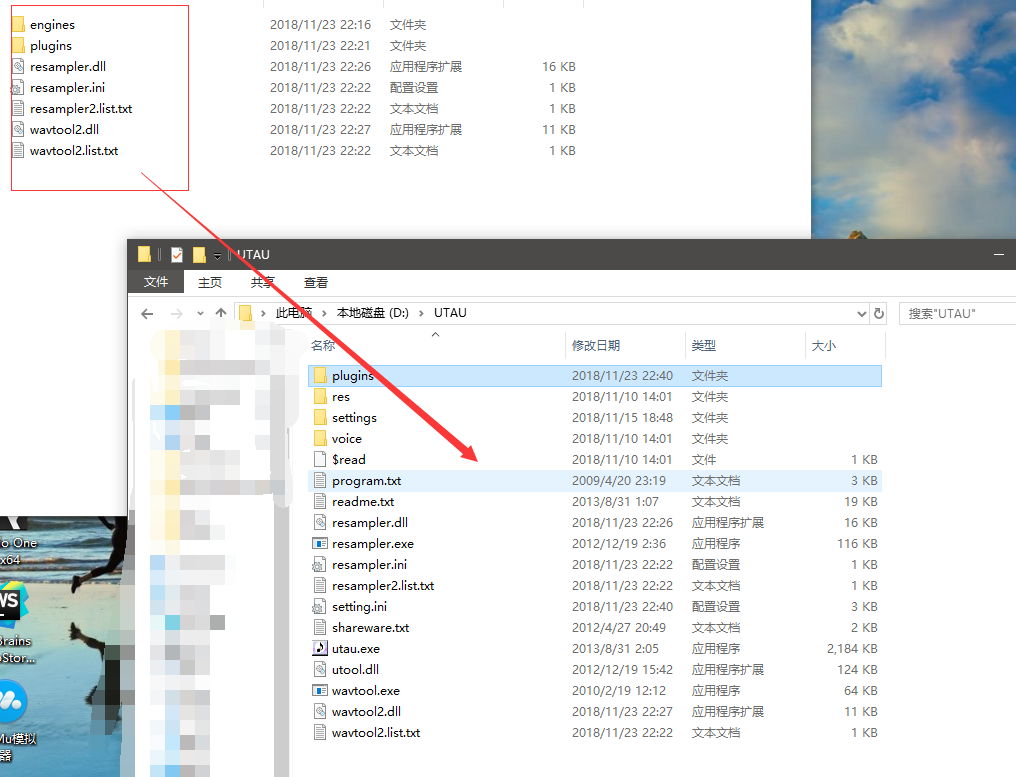 engines 2018/11/23 22:16 文件夹
plugins 2018/11/23 22:21 文件夹
resampler.dll 2018/11/23 22:26 应用程序扩展 16 KB
resampler.ini 2018/11/23 22:22 配置设置 1 KB
resampler2.list.txt 2018/11/23 22:22 文本文档 1 KB
wavtool2.dll 2018/11/23 22:27 应用程序扩展 11 KB
wavtool2.list.txt 2018/11/23 22:22 文本文档 1 KB
UTAU
文件 主页 共享 查看
此电脑 本地磁盘 (D:) UTAU 搜索"UTAU"
名称 修改日期 类型 大小
plugins 2018/11/23 22:40 文件夹
res 2018/11/10 14:01 文件夹
settings 2018/11/15 18:48 文件夹
voice 2018/11/10 14:01 文件夹
$read 2018/11/10 14:01 文件 1 KB
program.txt 2009/4/20 23:19 文本文档 3 KB
readme.txt 2013/8/31 1:07 文本文档 19 KB
resampler.dll 2018/11/23 22:26 应用程序扩展 16 KB
resampler.exe 2012/12/19 2:36 应用程序 116 KB
resampler.ini 2018/11/23 22:22 配置设置 1 KB
resampler2.list.txt 2018/11/23 22:22 文本文档 1 KB
setting.ini 2018/11/23 22:40 配置设置 3 KB
shareware.txt 2012/4/27 20:49 文本文档 2 KB
utau.exe 2013/8/31 2:05 应用程序 2,184 KB
utool.dll 2012/12/19 15:42 应用程序扩展 124 KB
wavtool.exe 2010/2/19 12:12 应用程序 64 KB
wavtool2.dll 2018/11/23 22:27 应用程序扩展 11 KB
wavtool2.list.txt 2018/11/23 22:22 文本文档 1 KB
o One
x64
WS
Brains
Stor...
Mu模拟
器